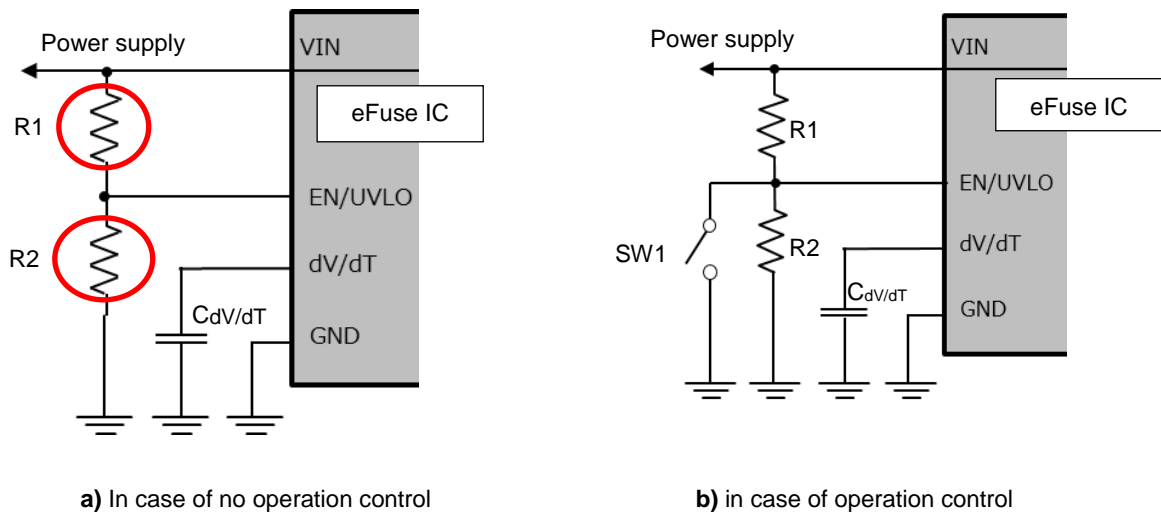 Power supply
VIN
eFuse IC
R1
EN/UVLO
R2
dV/dT
CdV/dT
GND
a) In case of no operation control
Power supply
VIN
eFuse IC
R1
EN/UVLO
SW1
R2
dV/dT
CdV/dT
GND
b) in case of operation control